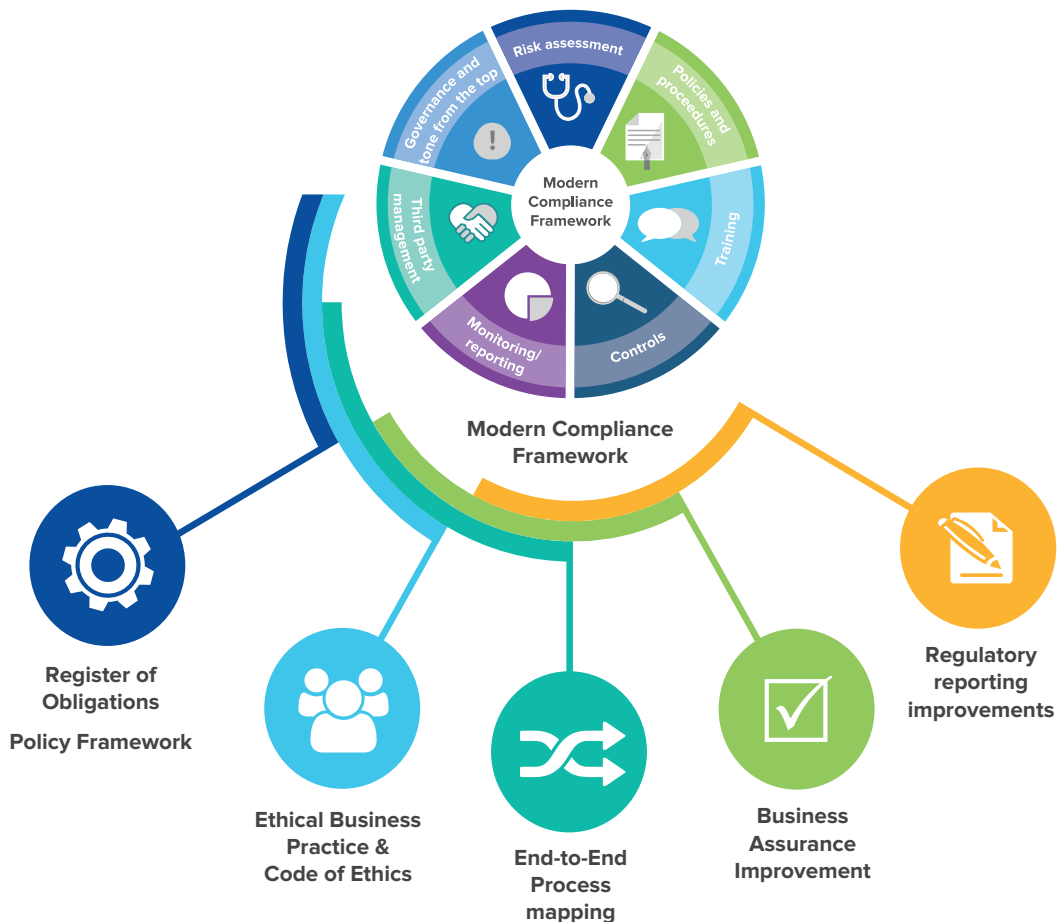 Risk assessment
Policies and
proceedures
Training
Controls
Monitoring/
reporting
Third party
management
Governance and
tone from the top
Modern
Compliance
Framework
Modern Compliance
Framework
Register of
Obligations
Policy Framework
Ethical Business
Practice &
Code of Ethics
End-to-End
Process
mapping
Business
Assurance
Improvement
Regulatory
reporting
improvements